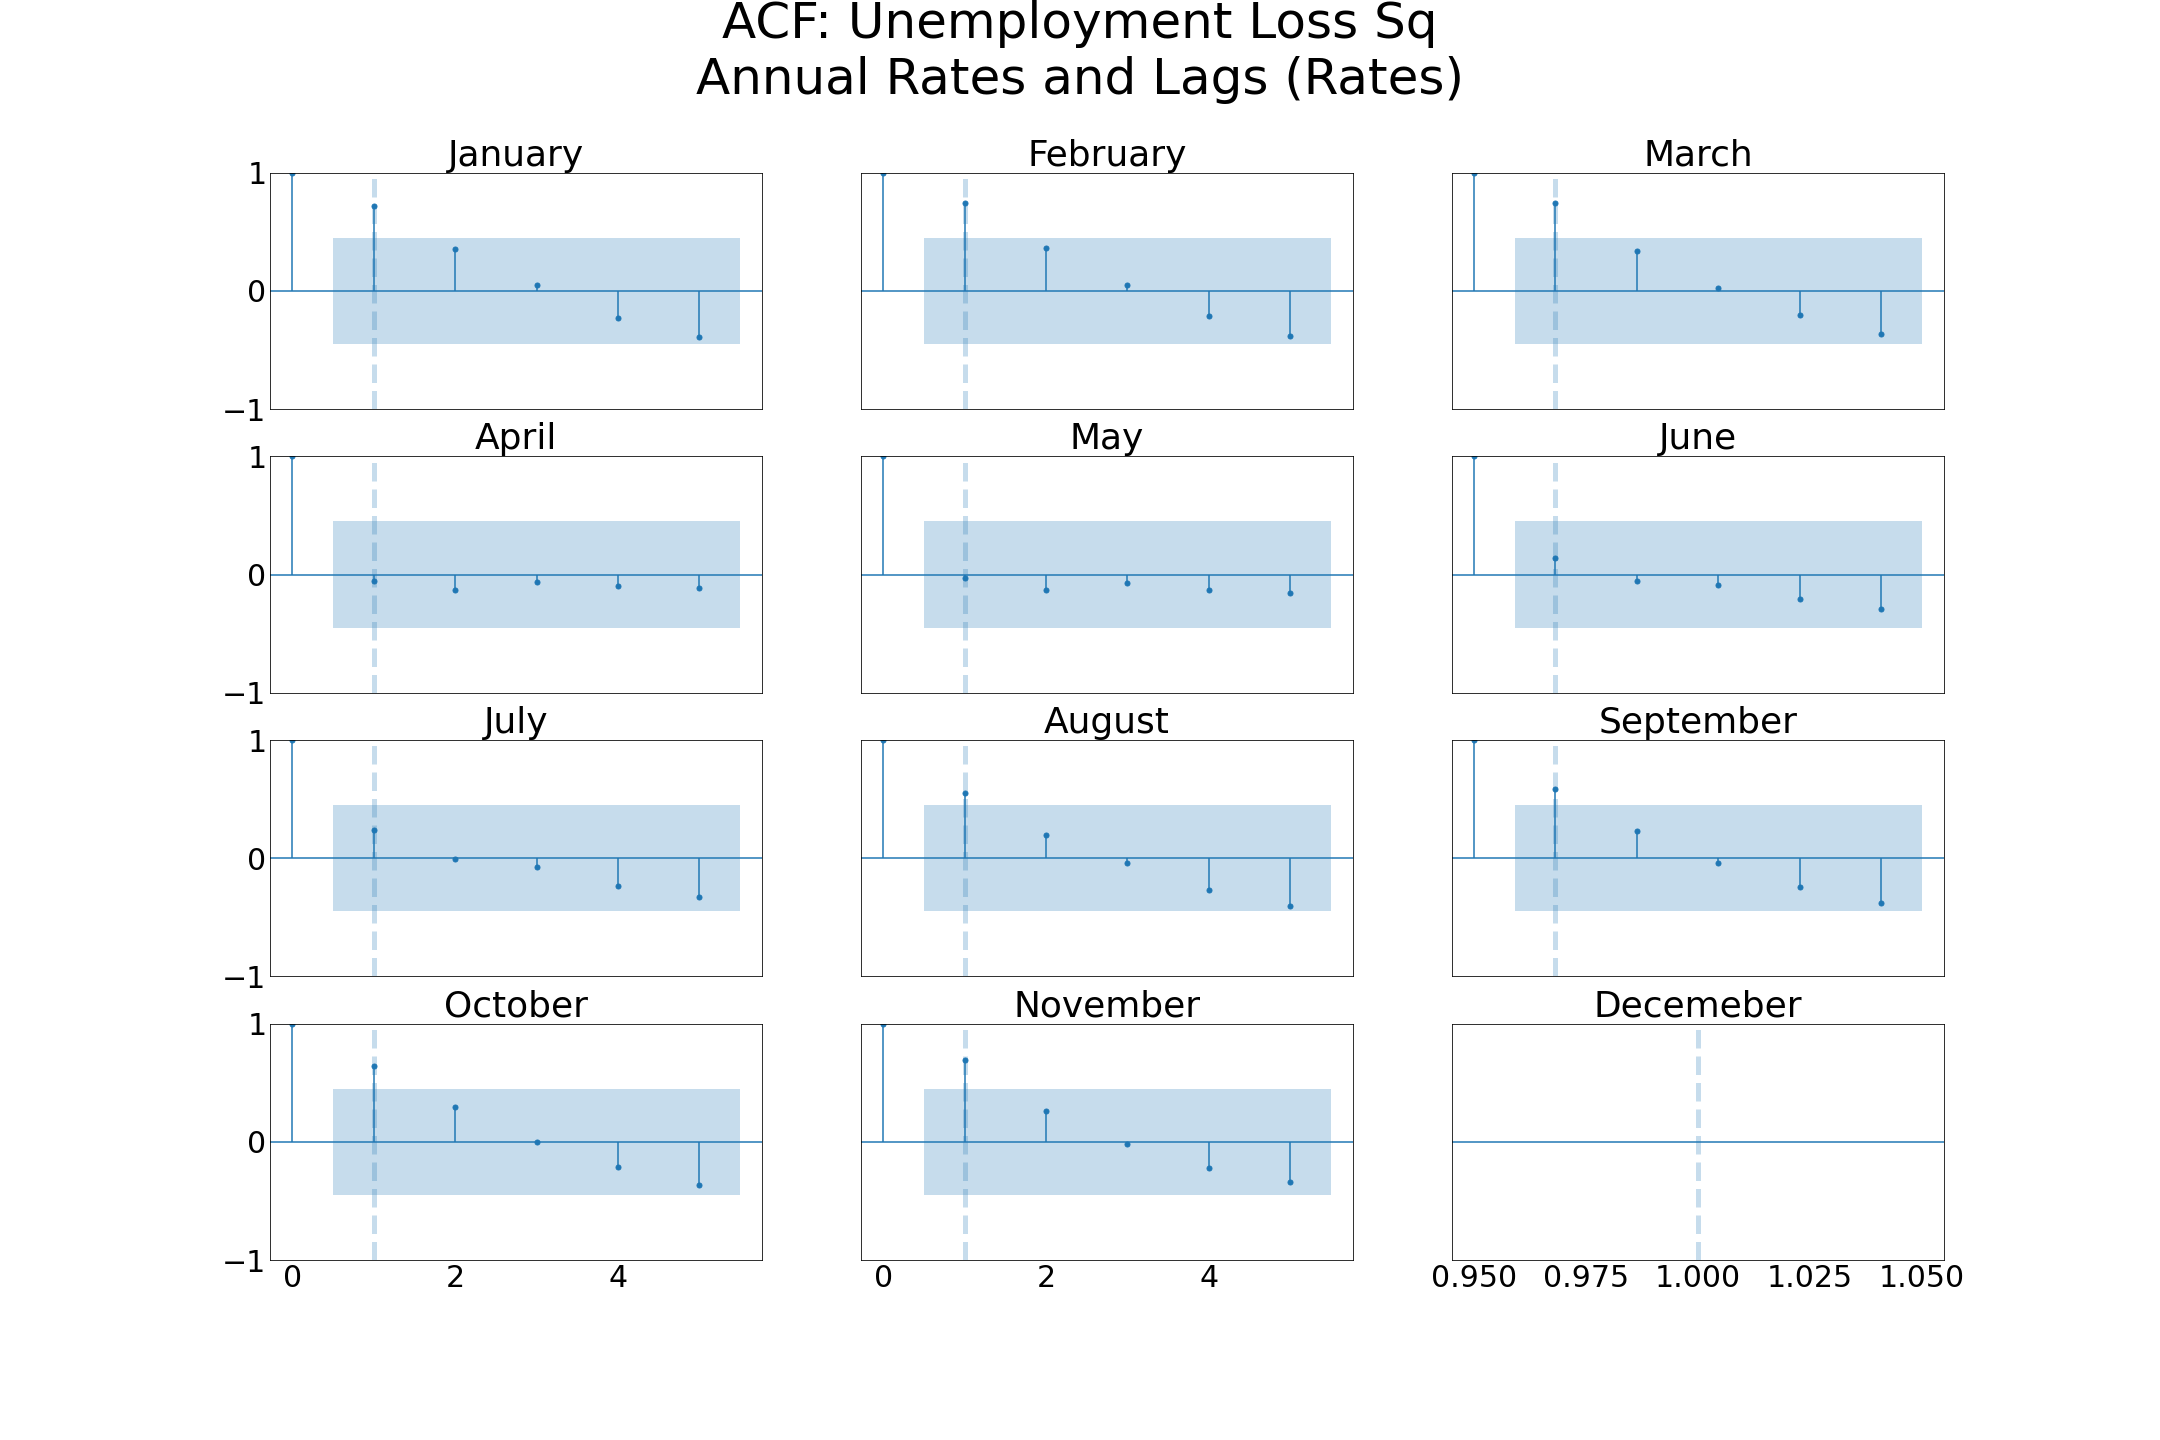 ACF: Unemployment Loss Sq
Annual Rates and Lags (Rates)
January
February
March
1
0
−1
April
May
June
1
0
−1
July
August
September
1
0
−1
October
November
Decemeber
1
0
−1
0 2 4
0 2 4
0.950 0.975 1.000 1.025 1.050